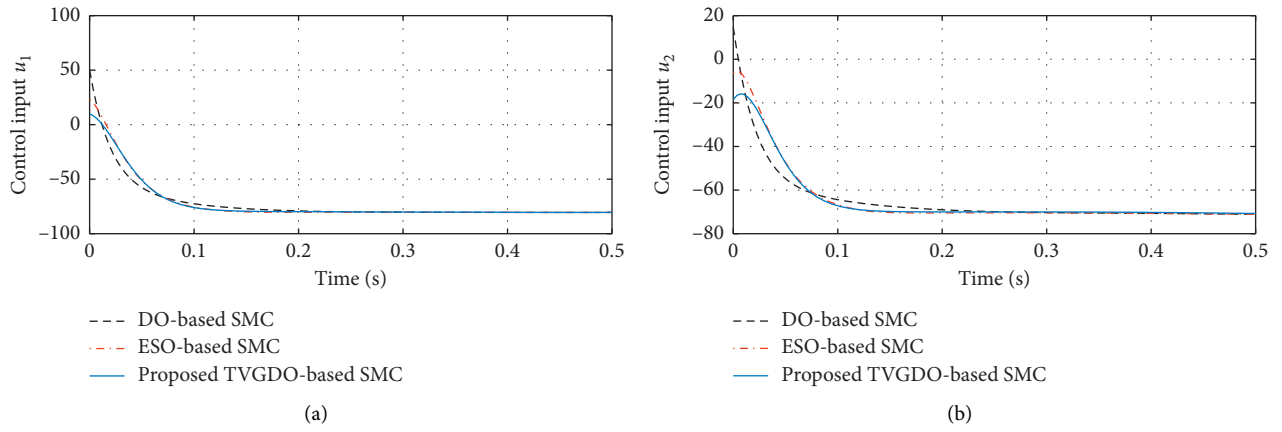 100
50
0
−50
−100
Control input u1
0
0.1
0.2
0.3
0.4
0.5
Time (s)
DO-based SMC
ESO-based SMC
Proposed TVGDO-based SMC
(a)
20
0
−20
−40
−60
−80
Control input u2
0
0.1
0.2
0.3
0.4
0.5
Time (s)
DO-based SMC
ESO-based SMC
Proposed TVGDO-based SMC
(b)